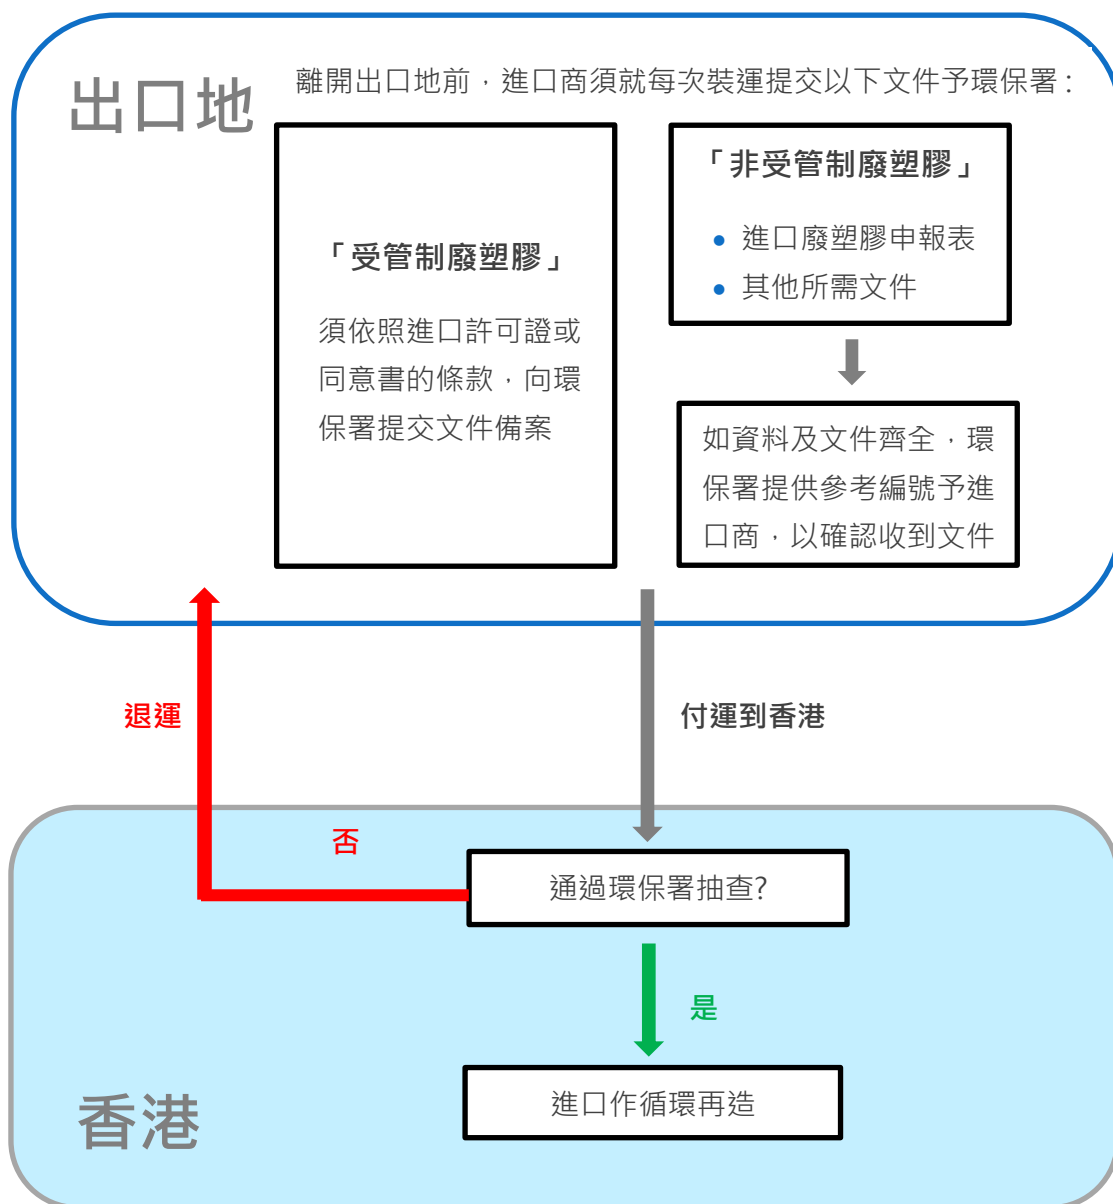 出口地
離開出口地前，進口商須就每次裝運提交以下文件予環保署：
「受管制廢塑膠」
須依照進口許可證或
同意書的條款，向環
保署提交文件備案
「非受管制廢塑膠」
• 進口廢塑膠申報表
• 其他所需文件
如資料及文件齊全，環
保署提供參考編號予進
口商，以確認收到文件
退運
付運到香港
否
通過環保署抽查?
是
進口作循環再造
香港